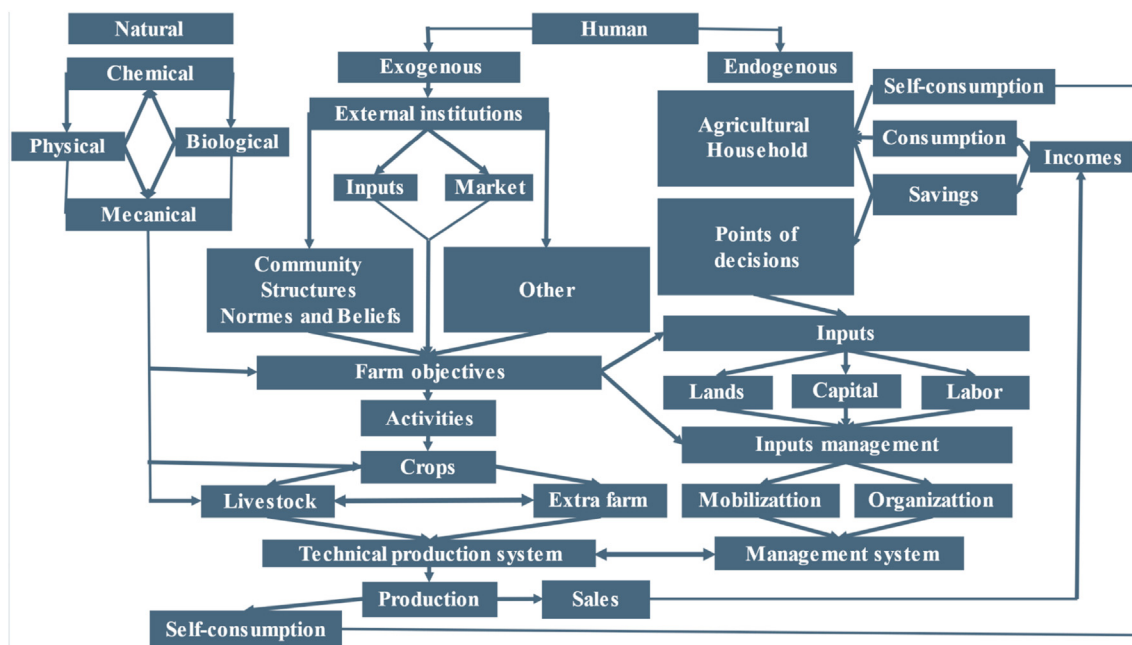 Natural
Human
Chemical
Exogenous
Endogenous
Self-consumption
External institutions
Agricultural
Household
Physical
Biological
Consumption
Incomes
Inputs
Market
Savings
Mecanical
Points of
decisions
Community
Structures
Normes and Beliefs
Other
Inputs
Farm objectives
Lands
Capital
Labor
Activities
Inputs management
Crops
Livestock
Extra farm
Mobilizattion
Organizattion
Technical production system
Management system
Production
Sales
Self-consumption